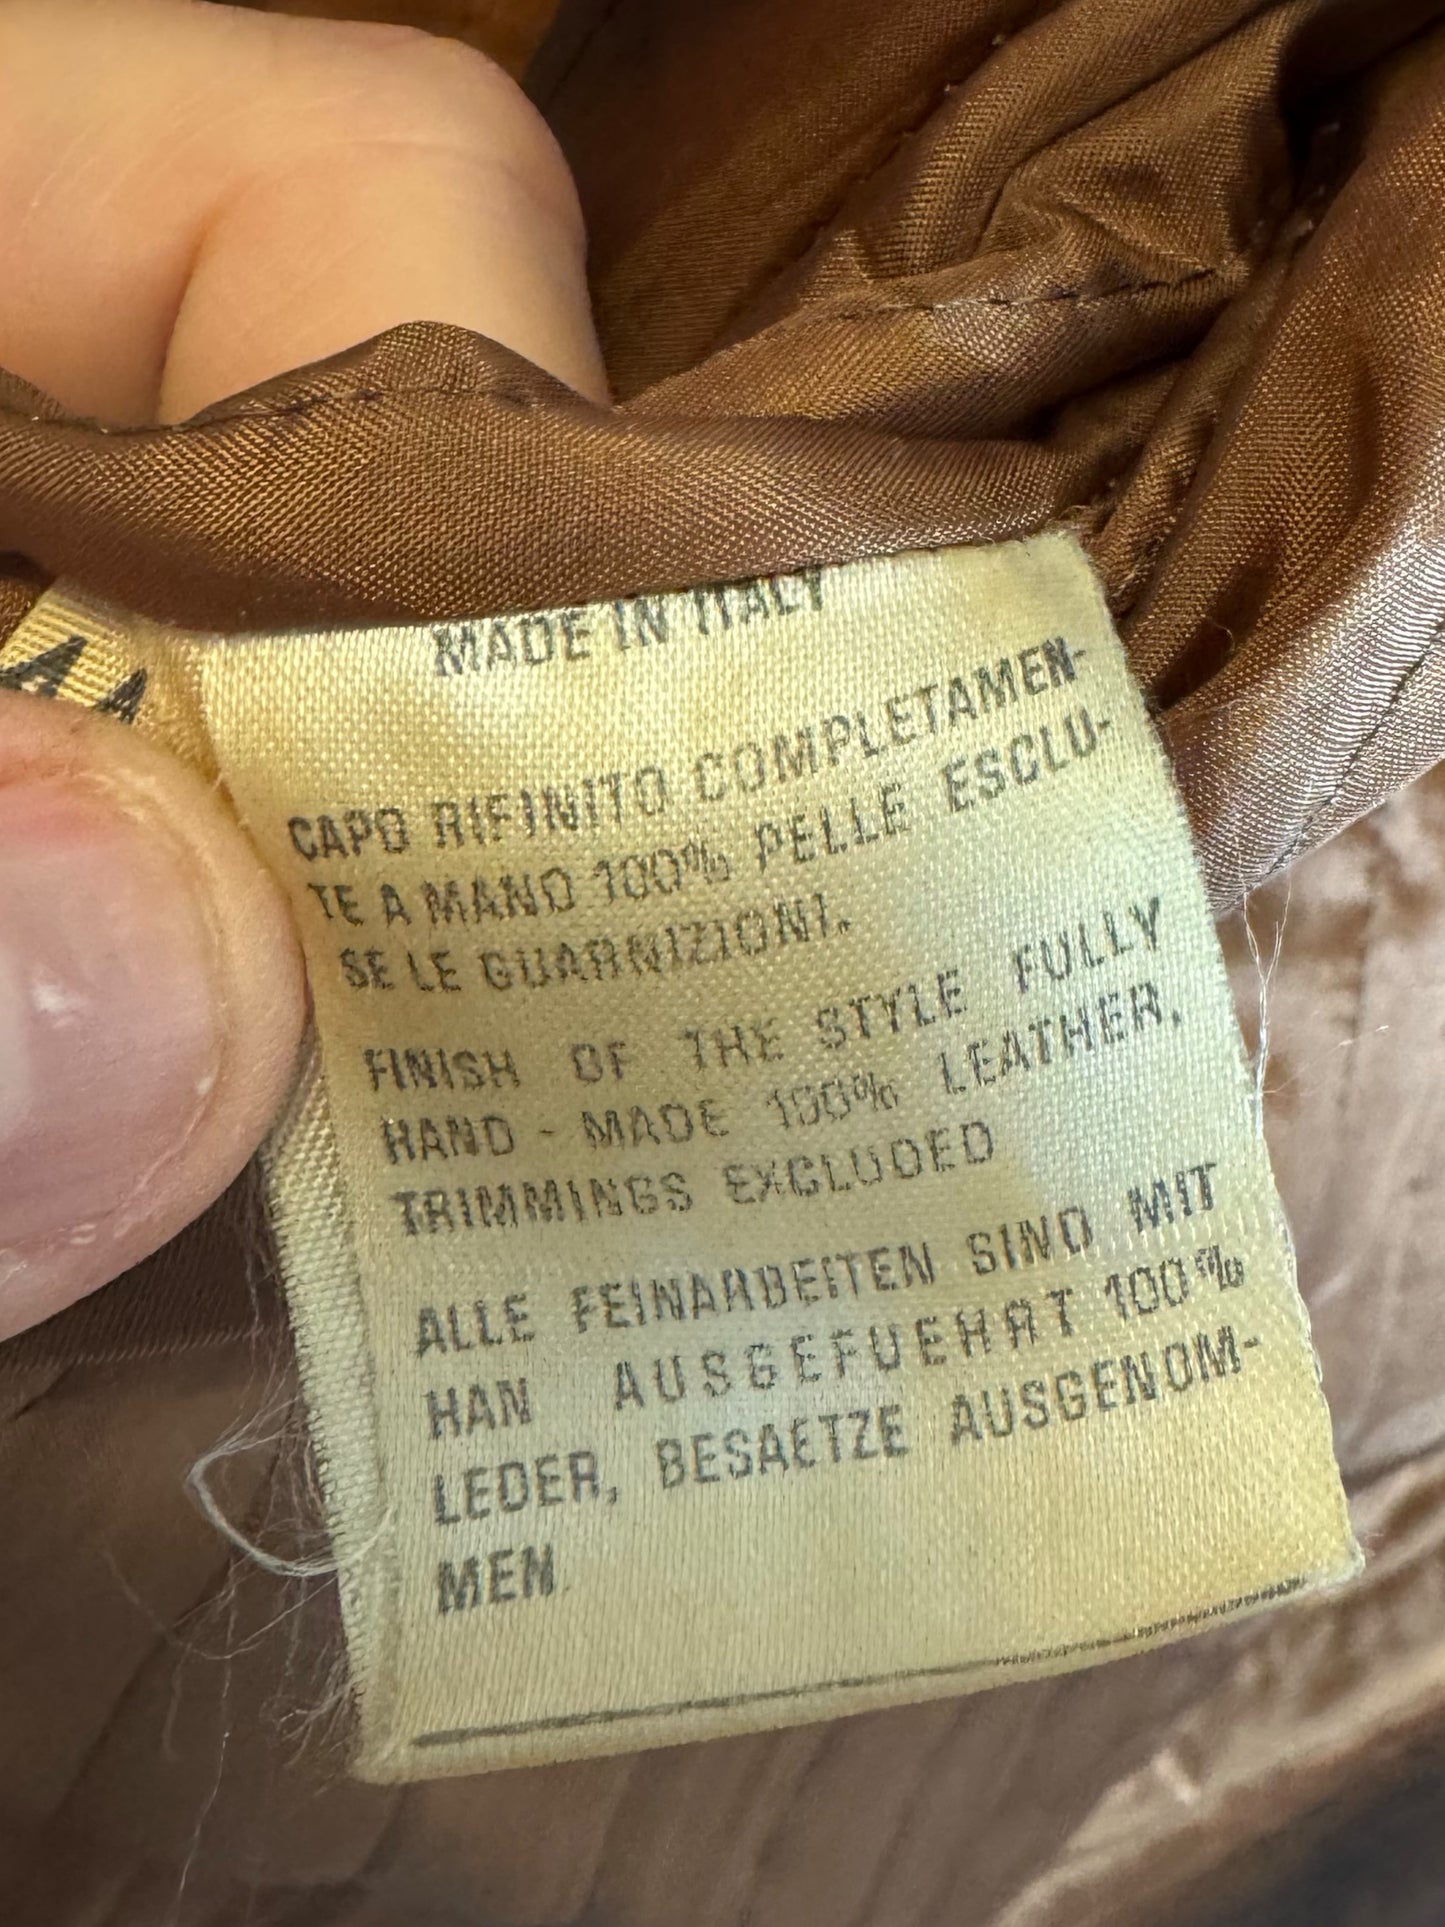 MADE IN ITALY
CAPO RIFINITO COMPLETAMEN-
TE A MANO 100% PELLE ESCLU-
SE LE GUARNIZIONI.
FINISH OF THE STYLE FULLY
HAND - MADE 100% LEATHER,
TRIMMINGS EXCLUDED
ALLE FEINARBEITEN SIND MIT
HAN AUSGEFUEHRT 100%
LEDER, BESAETZE AUSGENOM-
MEN